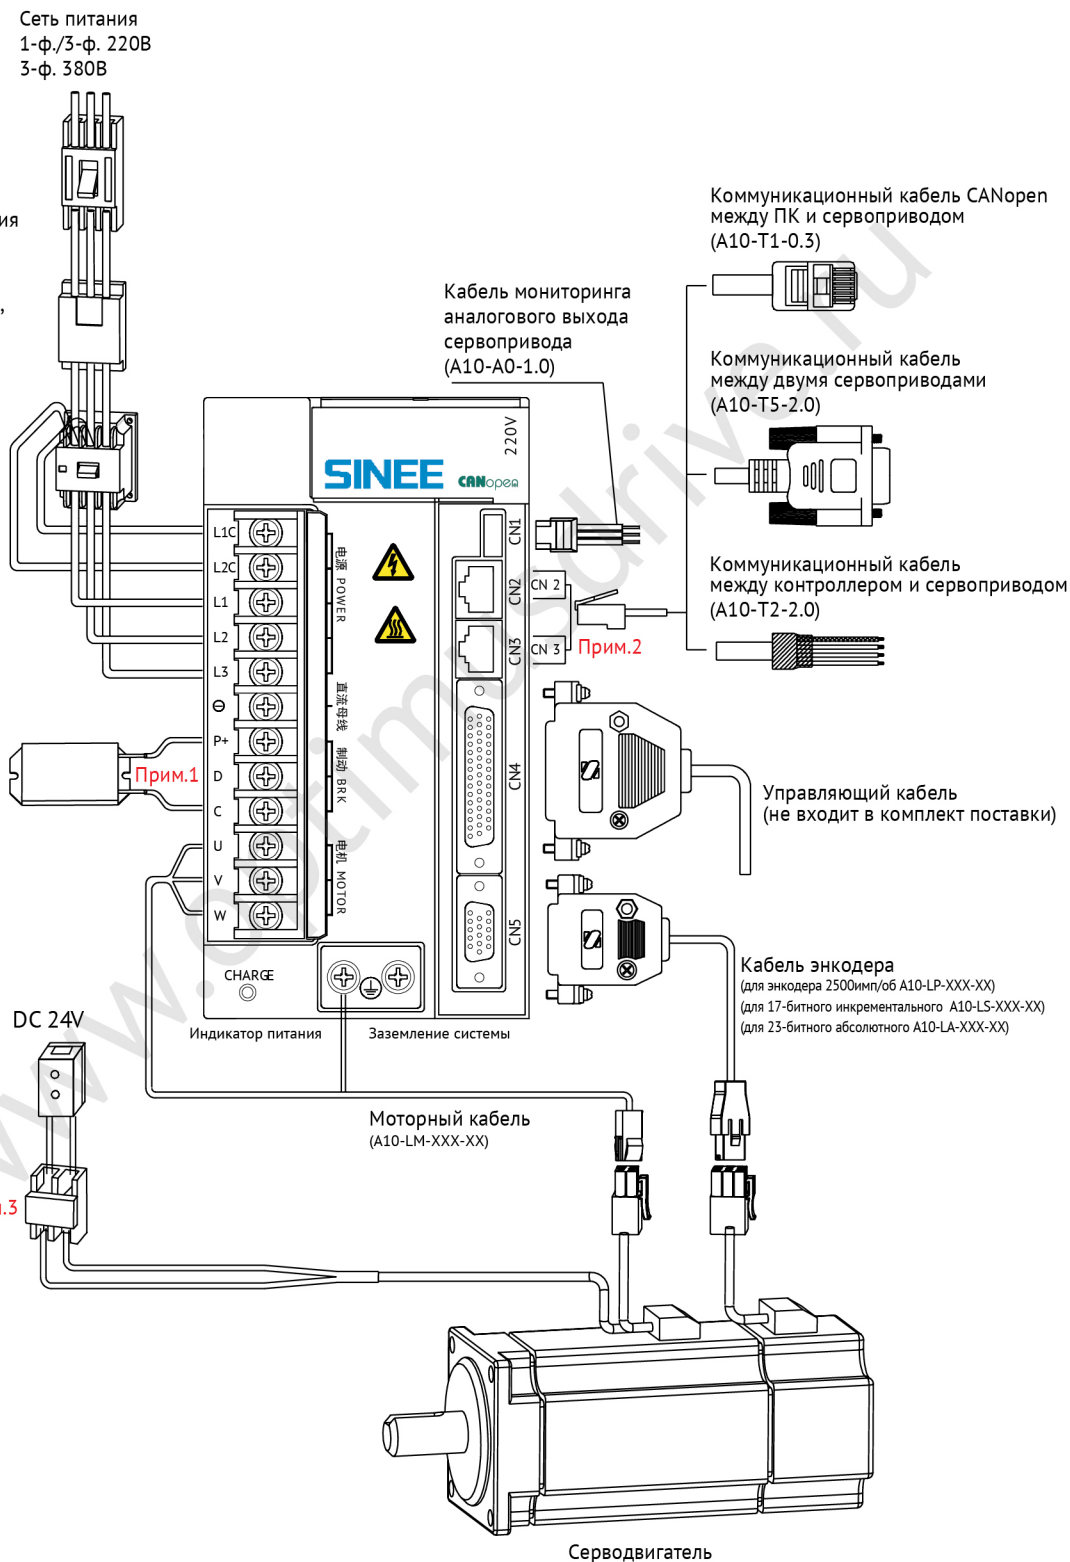 Сеть питания
1-ф./3-ф. 220В
3-ф. 380В
ия
,
Коммуникационный кабель CANopen
между ПК и сервоприводом
(A10-T1-0.3)
Кабель мониторинга
аналогового выхода
сервопривода
(A10-A0-1.0)
Коммуникационный кабель
между двумя сервоприводами
(A10-T5-2.0)
Коммуникационный кабель
между контроллером и сервоприводом
(A10-T2-2.0)
220V
SINEE
CANopen
L1C
L2C
L1
L2
L3
⊖
P+
D
C
U
V
W
电源 POWER
直流母线
制动 BRK
电机 MOTOR
CN1
CN2
CN3
CN4
CN5
CN 2
CN 3
Прим.2
Прим.1
Управляющий кабель
(не входит в комплект поставки)
Кабель энкодера
(для энкодера 2500имп/об A10-LP-XXX-XX)
(для 17-битного инкрементального A10-LS-XXX-XX)
(для 23-битного абсолютного A10-LA-XXX-XX)
CHARGE
Индикатор питания
Заземление системы
DC 24V
Моторный кабель
(A10-LM-XXX-XX)
.3
Серводвигатель
www.optimusdrive.ru